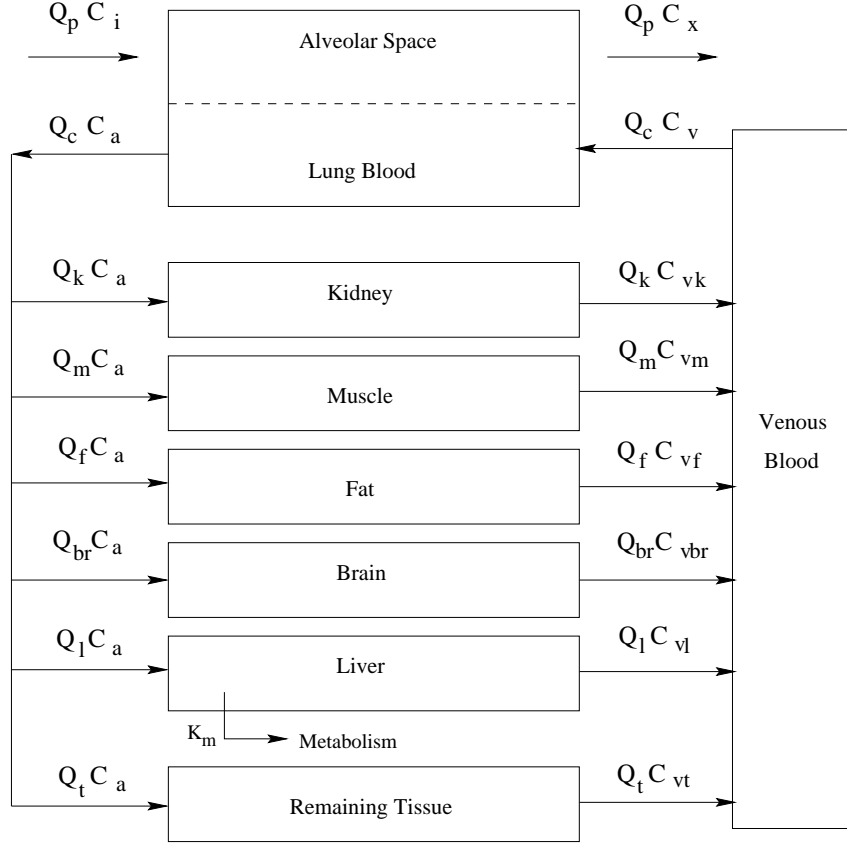 Q_p C_i
Alveolar Space
Q_p C_x
Q_c C_a
Lung Blood
Q_c C_v
Q_k C_a
Kidney
Q_k C_vk
Q_m C_a
Muscle
Q_m C_vm
Q_f C_a
Fat
Q_f C_vf
Venous
Blood
Q_br C_a
Brain
Q_br C_vbr
Q_l C_a
Liver
Q_l C_vl
K_m
Metabolism
Q_t C_a
Remaining Tissue
Q_t C_vt